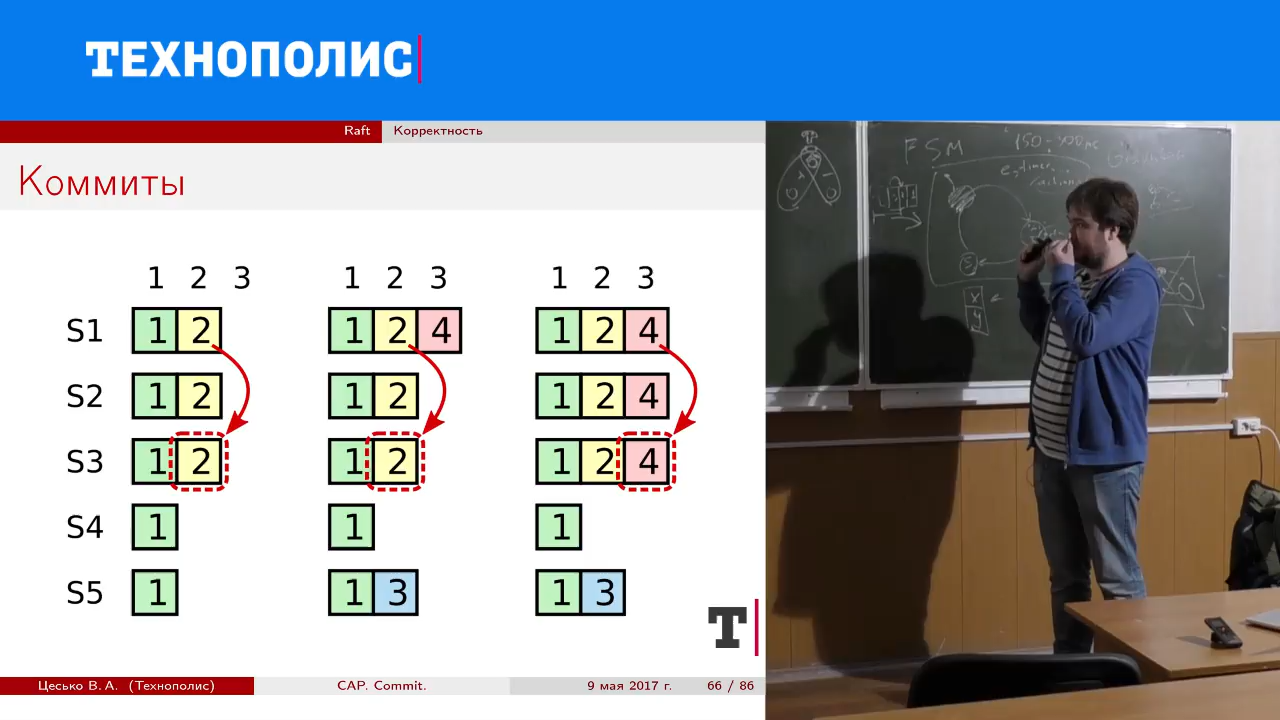 ТЕХНОПОЛИС
Raft Корректность
Коммиты
1 2 3 1 2 3 1 2 3
S1 1 2 1 2 4 1 2 4
S2 1 2 1 2 1 2 4
S3 1 2 1 2 1 2 4
S4 1 1 1
S5 1 1 3 1 3
T
Цесько В. А. (Технополис) CAP. Commit. 9 мая 2017 г. 66 / 86
FSM
X
y